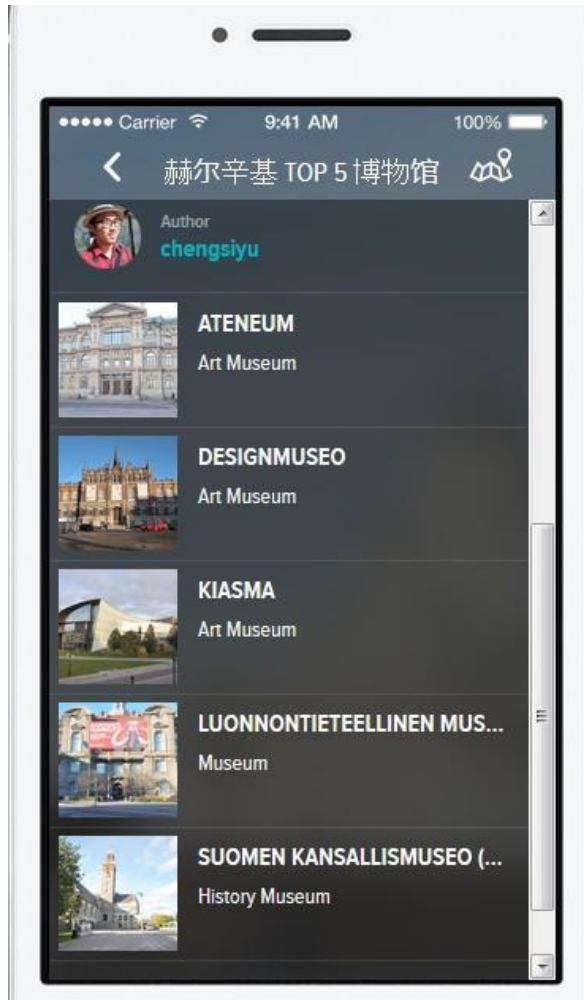 Carrier 9:41 AM 100%
赫尔辛基 TOP 5 博物馆
Author
chengsiyu
ATENEUM
Art Museum
DESIGNMUSEO
Art Museum
KIASMA
Art Museum
LUONNONTIETEELLINEN MUS...
Museum
SUOMEN KANSALLISMUSEO (...
History Museum